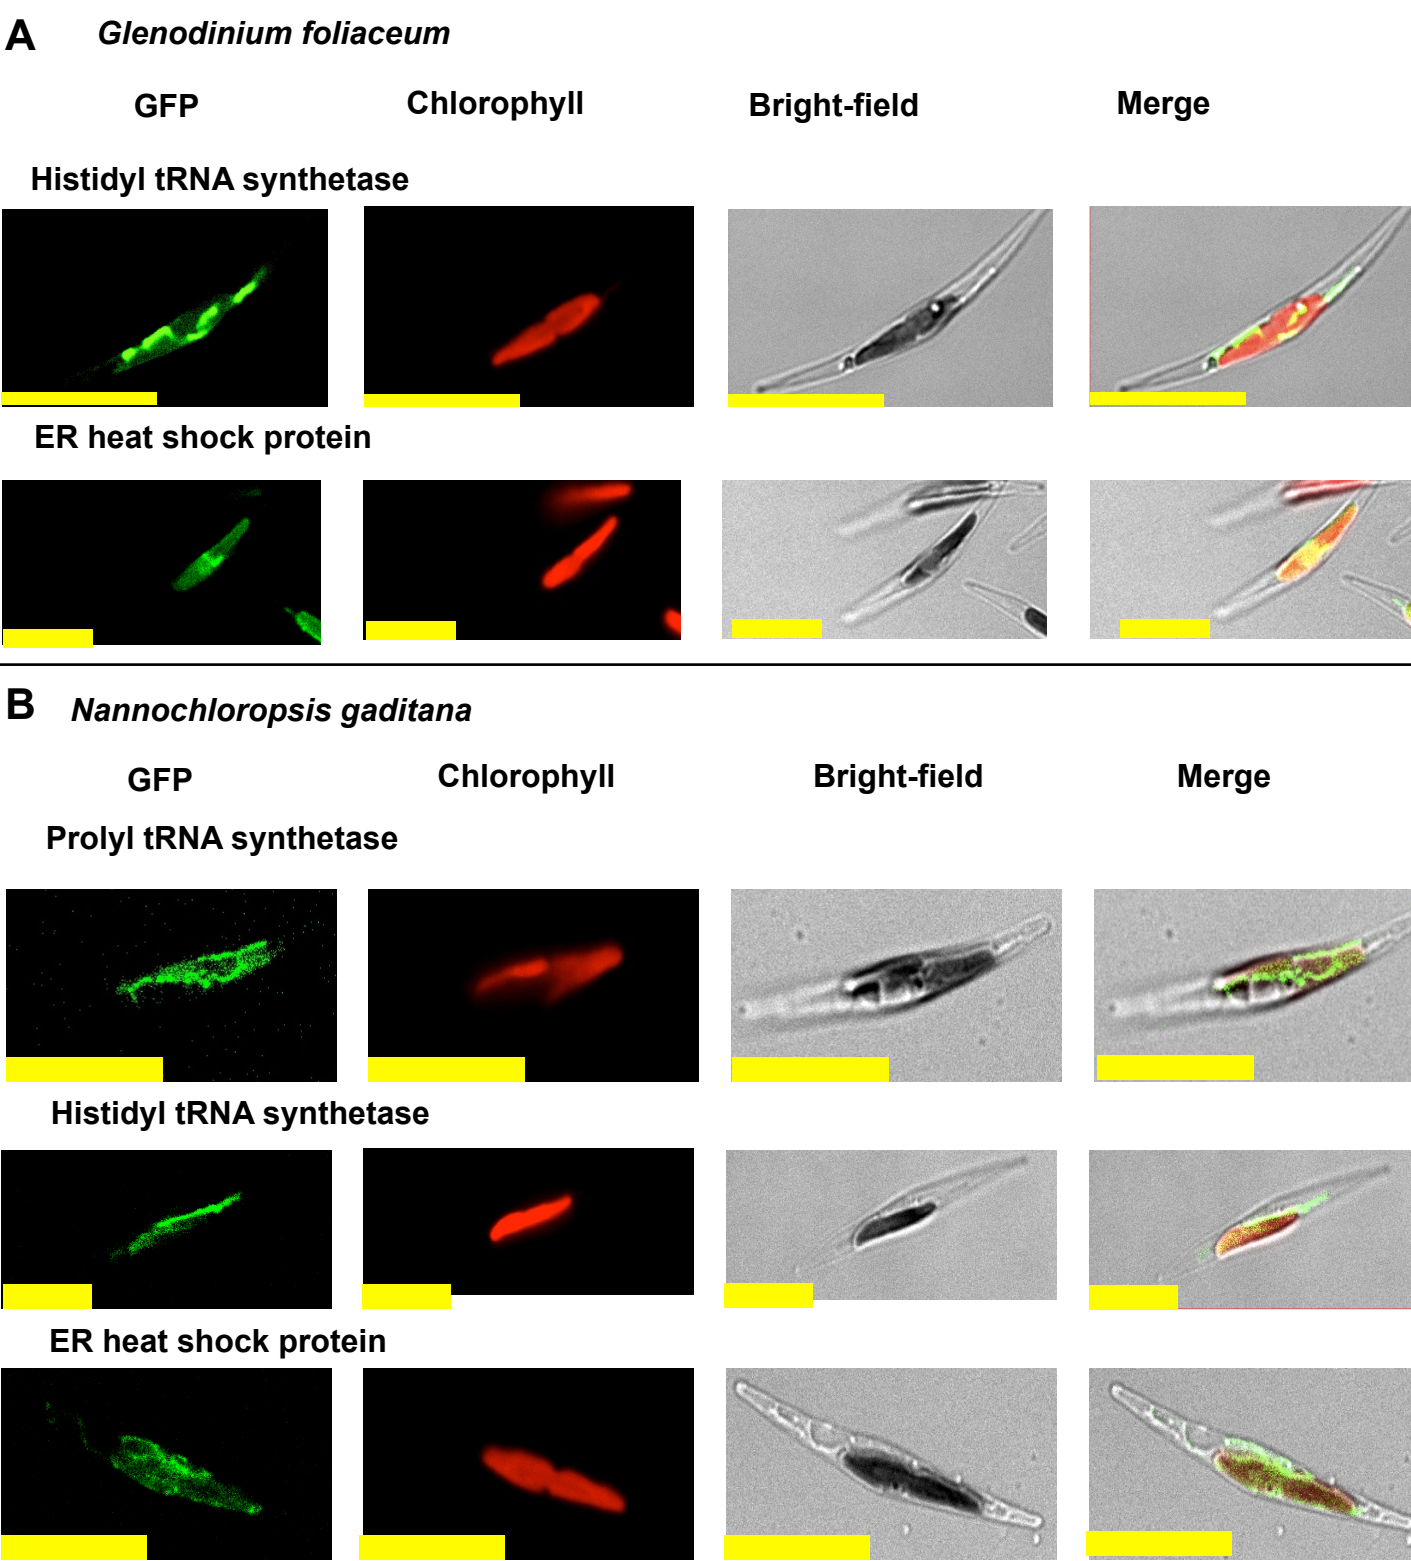 A Glenodinium foliaceum
GFP Chlorophyll Bright-field Merge
Histidyl tRNA synthetase
ER heat shock protein
B Nannochloropsis gaditana
GFP Chlorophyll Bright-field Merge
Prolyl tRNA synthetase
Histidyl tRNA synthetase
ER heat shock protein